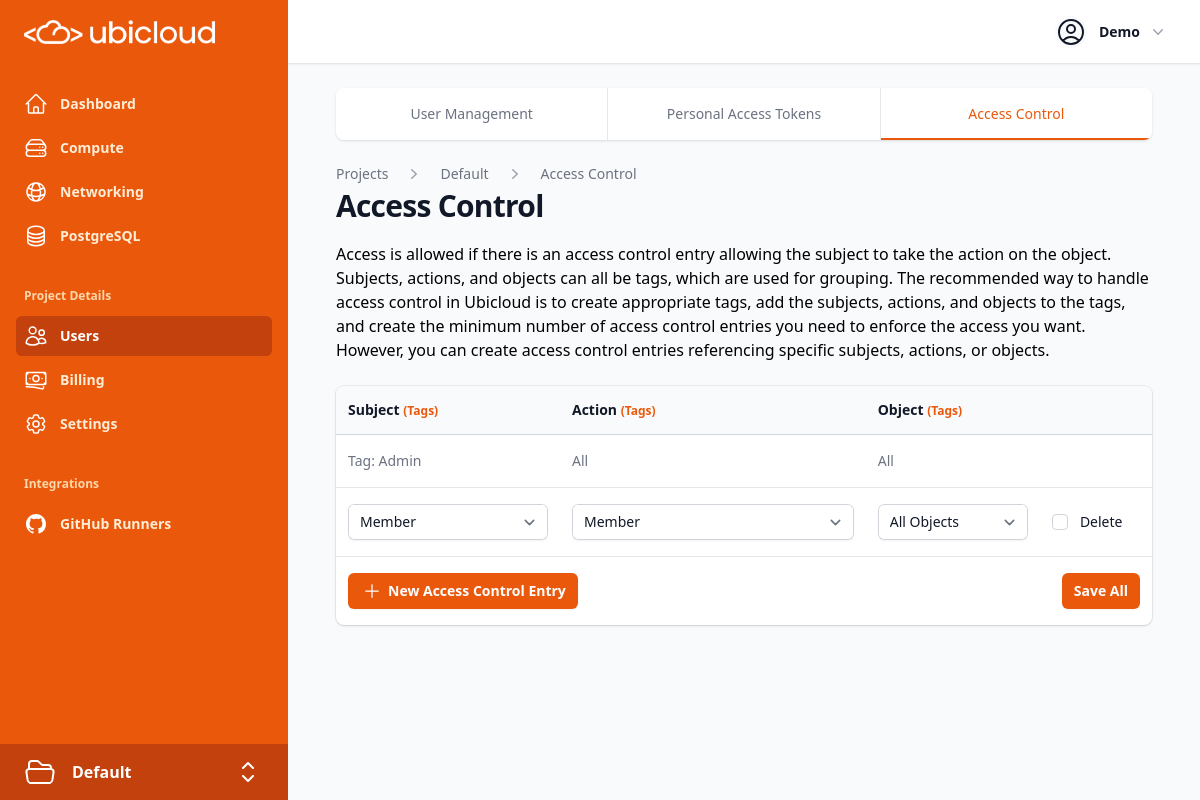 ubicloud
Demo
Dashboard
Compute
Networking
PostgreSQL
Project Details
Users
Billing
Settings
Integrations
GitHub Runners
Default
User Management
Personal Access Tokens
Access Control
Projects
Default
Access Control
Access Control
Access is allowed if there is an access control entry allowing the subject to take the action on the object.
Subjects, actions, and objects can all be tags, which are used for grouping. The recommended way to handle
access control in Ubicloud is to create appropriate tags, add the subjects, actions, and objects to the tags,
and create the minimum number of access control entries you need to enforce the access you want.
However, you can create access control entries referencing specific subjects, actions, or objects.
Subject (Tags) Action (Tags) Object (Tags)
Tag: Admin All All
Member Member All Objects Delete
New Access Control Entry Save All